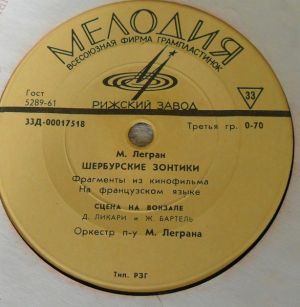 МЕЛОДИЯ
ВСЕСОЮЗНАЯ ФИРМА ГРАМПЛАСТИНОК
Гост
5289-61
33
РИЖСКИЙ ЗАВОД
33Д-00017518
Третья гр. 0-70
М. Легран
ШЕРБУРСКИЕ ЗОНТИКИ
Фрагменты из кинофильма
На французском языке
СЦЕНА НА ВОКЗАЛЕ
Д. ЛИКАРИ и Ж. БАРТЕЛЬ
Оркестр п-у М. Леграна
Тип. РЗГ